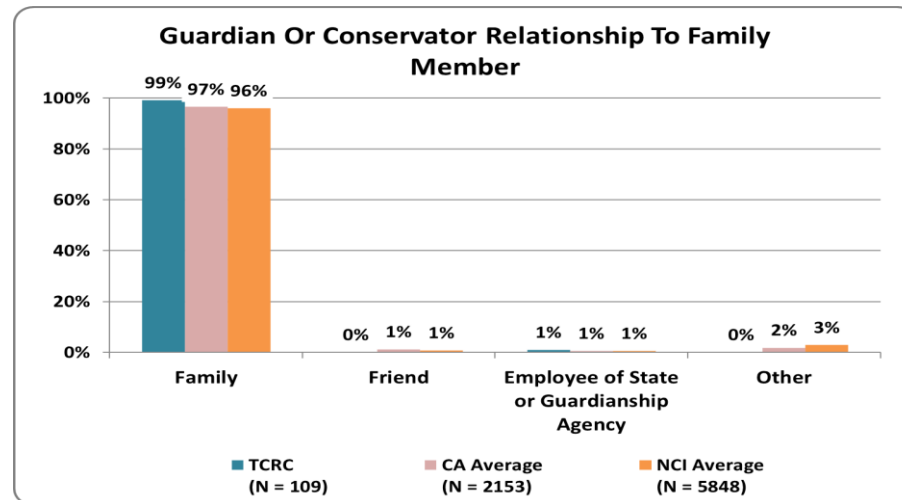 Guardian Or Conservator Relationship To Family
Member
99% 97% 96%
100%
80%
60%
40%
20%
0%
0% 1% 1%
1% 1% 1%
0% 2% 3%
Family
Friend
Employee of State
or Guardianship
Agency
Other
TCRC
(N = 109)
CA Average
(N = 2153)
NCI Average
(N = 5848)